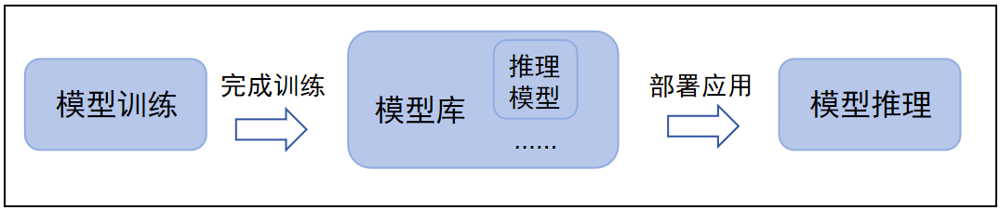 模型训练
完成训练
模型库
推理
模型
......
部署应用
模型推理